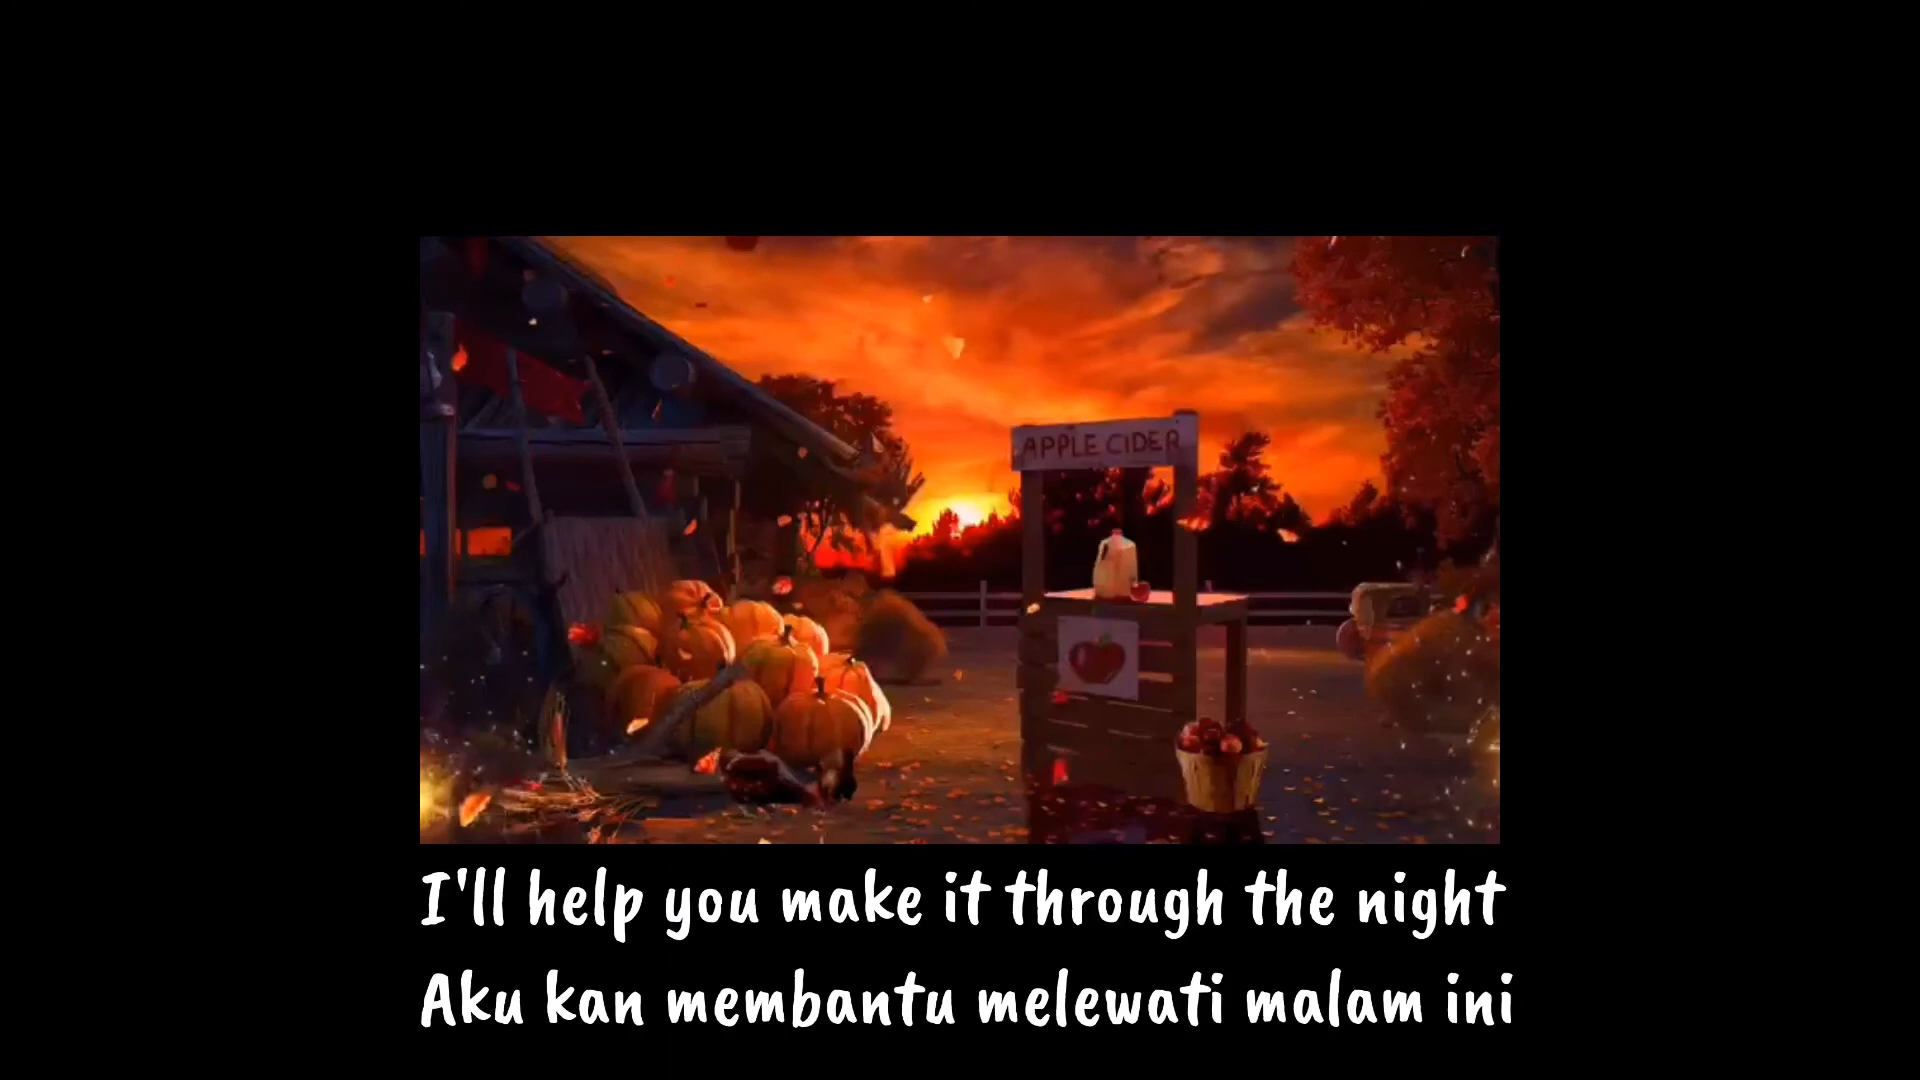 APPLE CIDER
I'll help you make it through the night
Aku kan membantu melewati malam ini